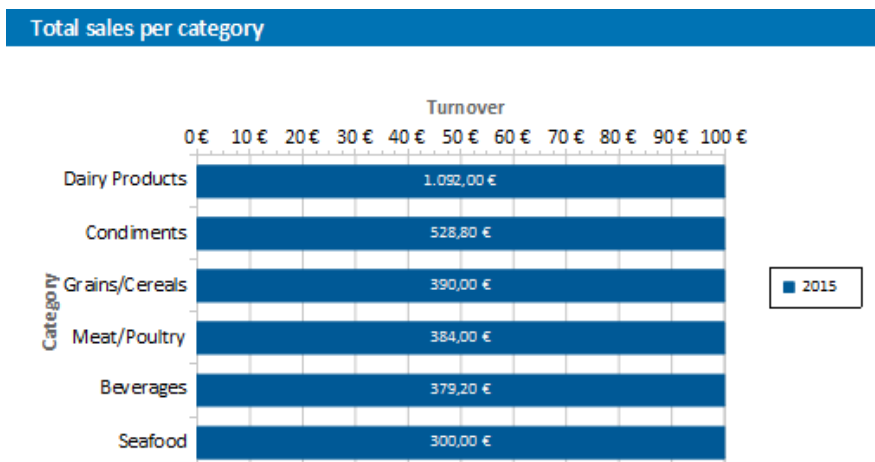 Total sales per category
Turnover
0 € 10 € 20 € 30 € 40 € 50 € 60 € 70 € 80 € 90 € 100 €
Category
Dairy Products 1.092,00 €
Condiments 528,80 €
Grains/Cereals 390,00 €
Meat/Poultry 384,00 €
Beverages 379,20 €
Seafood 300,00 €
2015